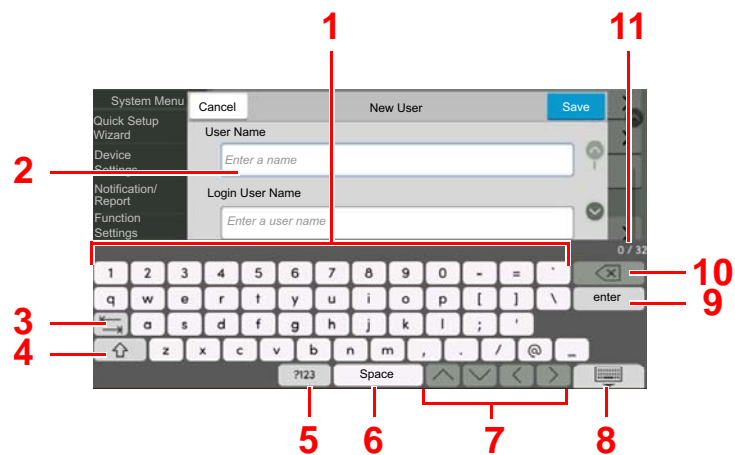 1 11
System Menu Cancel New User Save
Quick Setup
Wizard
User Name
Device
Settings
2 Enter a name
Notification/
Report
Login User Name
Function
Settings
Enter a user name
0 / 32
1 2 3 4 5 6 7 8 9 0 - = ` 10
q w e r t y u i o p [ ] \ enter 9
3 a s d f g h j k l ; '
4 z x c v b n m , . / @ _
?123 Space
5 6 7 8